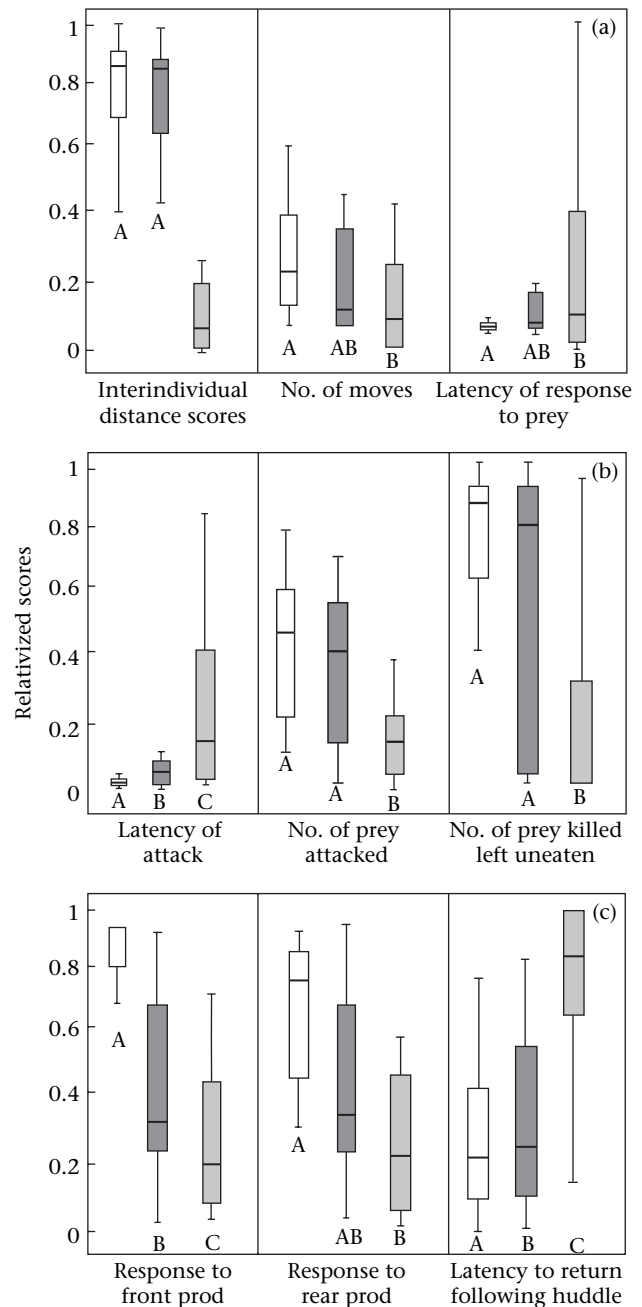 (a)
1
0.8
0.6
0.4
0.2
0
A
A
A
AB
B
A
AB
B
Interindividual
distance scores
No. of moves
Latency of response
to prey
Relativized scores
(b)
1
0.8
0.4
0.2
0
A
B
C
A
A
B
A
A
B
Latency of
attack
No. of prey
attacked
No. of prey killed
left uneaten
(c)
1
0.8
0.6
0.4
0.2
0
A
B
C
A
AB
B
A
B
C
Response to
front prod
Response to
rear prod
Latency to return
following huddle